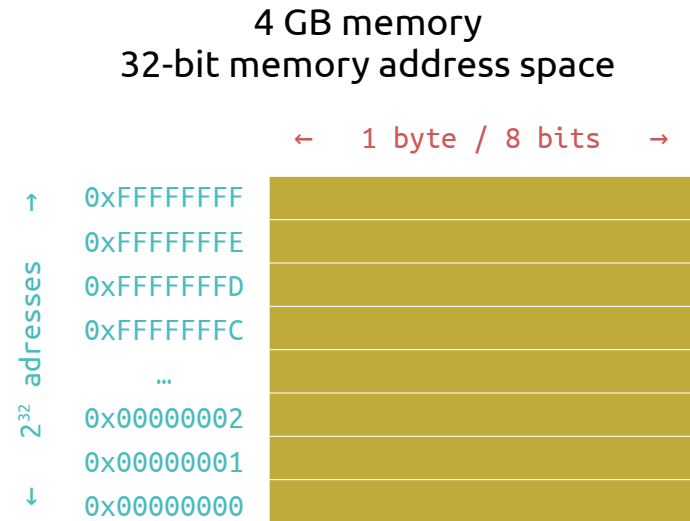 4 GB memory
32-bit memory address space
← 1 byte / 8 bits →
↑
0xFFFFFFFF
0xFFFFFFFE
0xFFFFFFFD
0xFFFFFFFC
…
0x00000002
0x00000001
0x00000000
2³² adresses
↓